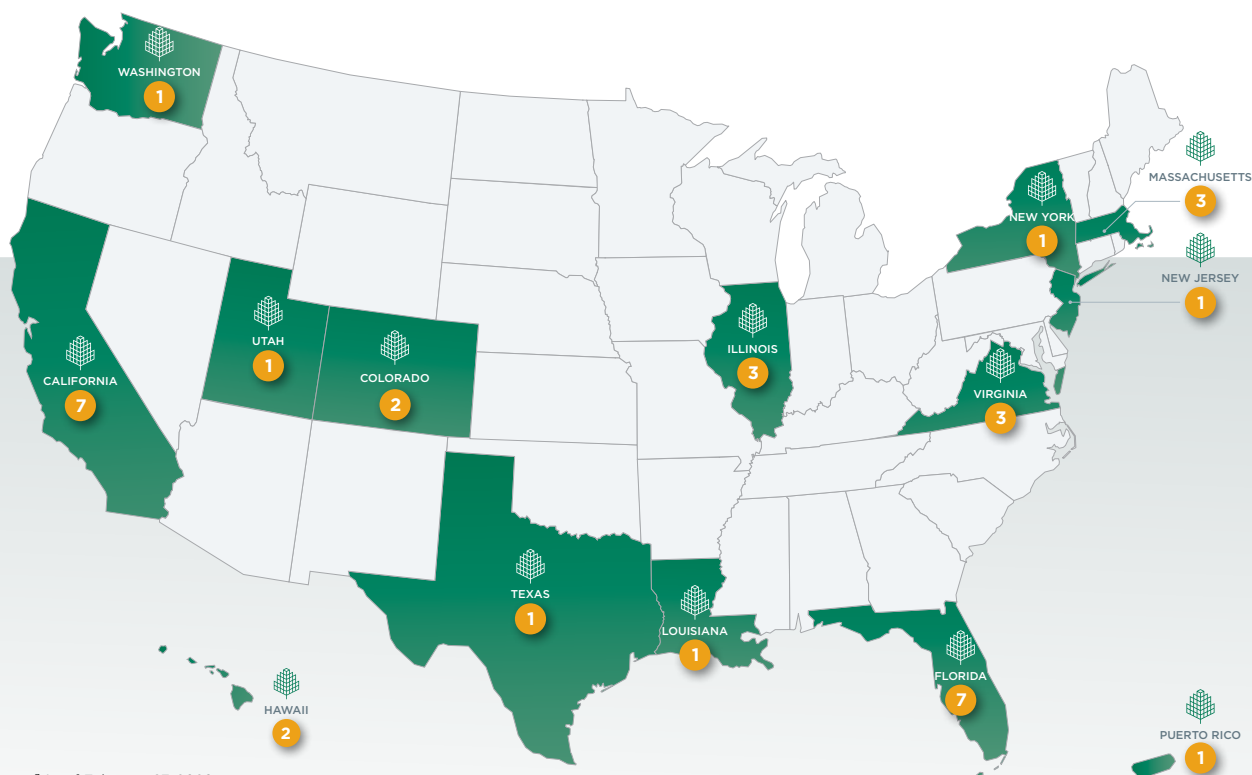 WASHINGTON
1
MASSACHUSETTS
3
NEW YORK
1
NEW JERSEY
1
UTAH
1
ILLINOIS
3
COLORADO
2
CALIFORNIA
7
VIRGINIA
3
TEXAS
1
LOUISIANA
1
FLORIDA
7
HAWAII
2
PUERTO RICO
1